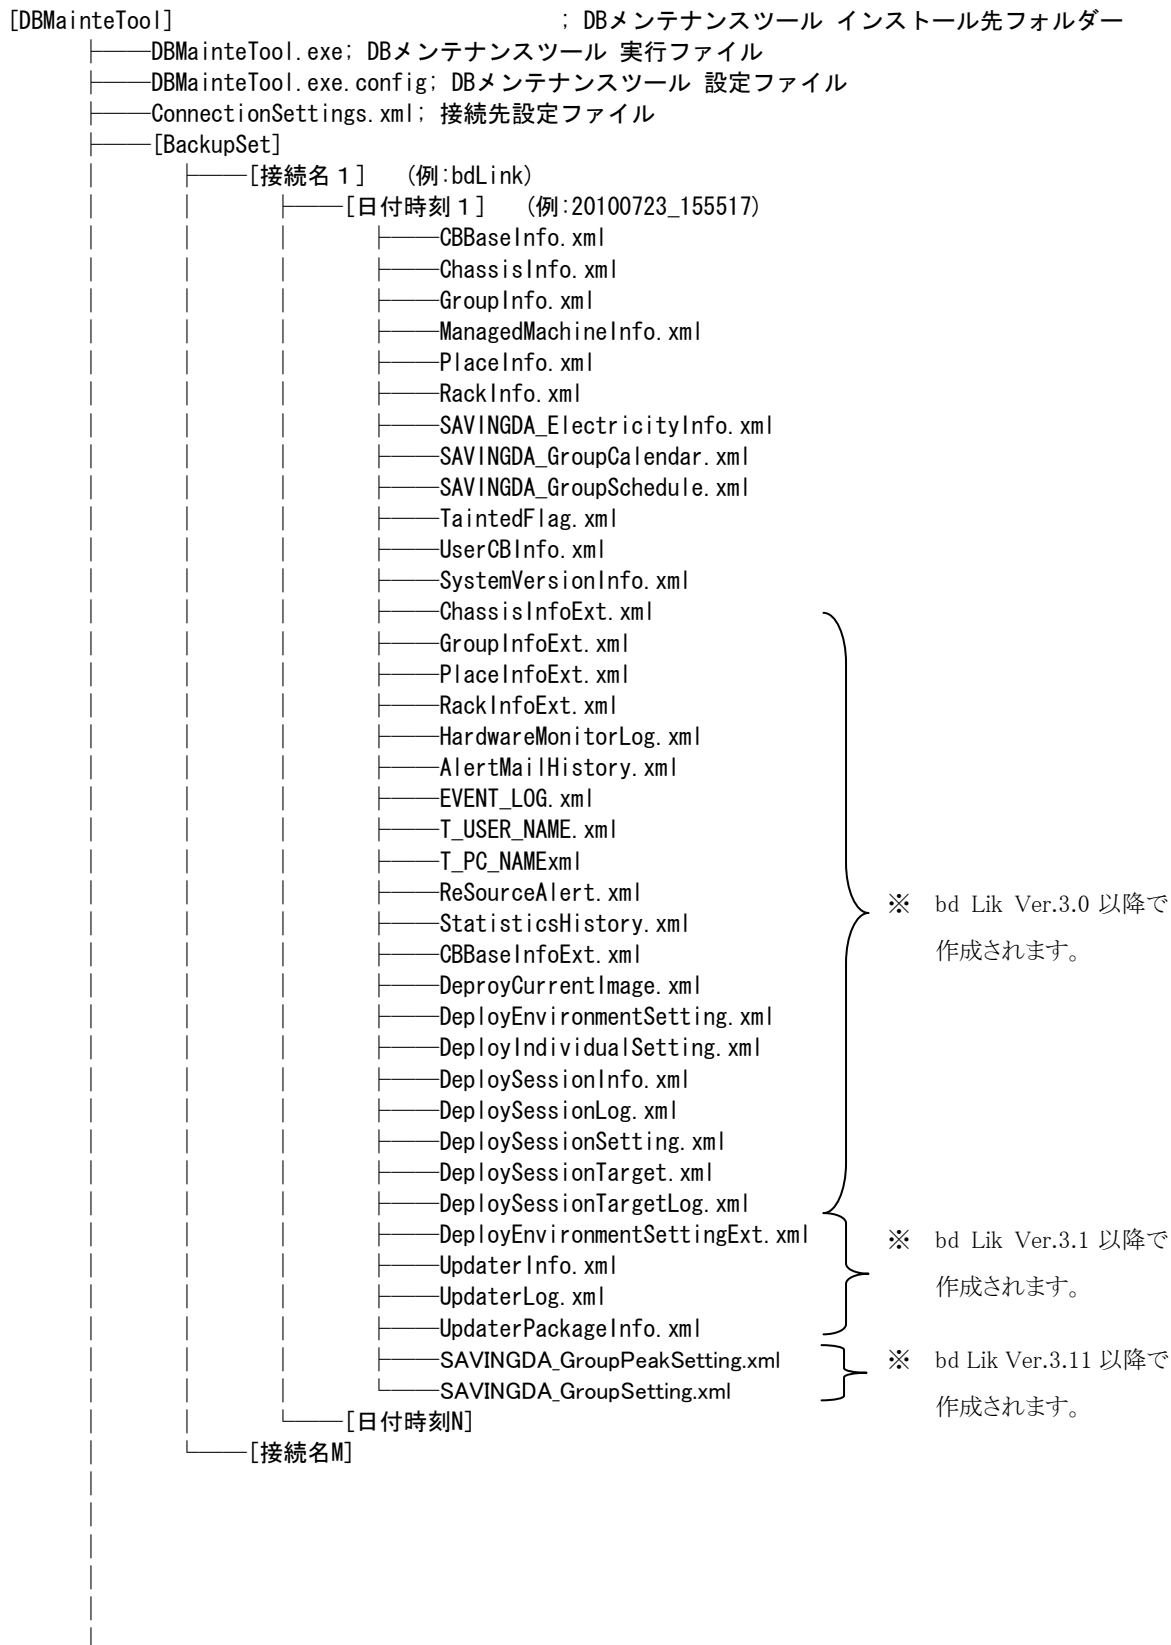 [DBMainteTool] ; DBメンテナンスツール インストール先フォルダー
├──DBMainteTool.exe; DBメンテナンスツール 実行ファイル
├──DBMainteTool.exe.config; DBメンテナンスツール 設定ファイル
├──ConnectionSettings.xml; 接続先設定ファイル
├──[BackupSet]
│ ├──[接続名１] (例:bdLink)
│ │ ├──[日付時刻１] (例:20100723_155517)
│ │ │ ├──CBBaseInfo.xml
│ │ │ ├──ChassisInfo.xml
│ │ │ ├──GroupInfo.xml
│ │ │ ├──ManagedMachineInfo.xml
│ │ │ ├──PlaceInfo.xml
│ │ │ ├──RackInfo.xml
│ │ │ ├──SAVINGDA_ElectricityInfo.xml
│ │ │ ├──SAVINGDA_GroupCalendar.xml
│ │ │ ├──SAVINGDA_GroupSchedule.xml
│ │ │ ├──TaintedFlag.xml
│ │ │ ├──UserCBInfo.xml
│ │ │ ├──SystemVersionInfo.xml
│ │ │ ├──ChassisInfoExt.xml
│ │ │ ├──GroupInfoExt.xml
│ │ │ ├──PlaceInfoExt.xml
│ │ │ ├──RackInfoExt.xml
│ │ │ ├──HardwareMonitorLog.xml
│ │ │ ├──AlertMailHistory.xml
│ │ │ ├──EVENT_LOG.xml
│ │ │ ├──T_USER_NAME.xml
│ │ │ ├──T_PC_NAMExml
│ │ │ ├──ReSourceAlert.xml
│ │ │ ├──StatisticsHistory.xml
│ │ │ ├──CBBaseInfoExt.xml
│ │ │ ├──DeproyCurrentImage.xml
│ │ │ ├──DeployEnvironmentSetting.xml
│ │ │ ├──DeployIndividualSetting.xml
│ │ │ ├──DeploySessionInfo.xml
│ │ │ ├──DeploySessionLog.xml
│ │ │ ├──DeploySessionSetting.xml
│ │ │ ├──DeploySessionTarget.xml
│ │ │ ├──DeploySessionTargetLog.xml
│ │ │ ├──DeployEnvironmentSettingExt.xml
│ │ │ ├──UpdaterInfo.xml
│ │ │ ├──UpdaterLog.xml
│ │ │ ├──UpdaterPackageInfo.xml
│ │ │ ├──SAVINGDA_GroupPeakSetting.xml
│ │ │ └──SAVINGDA_GroupSetting.xml
│ │ └──[日付時刻N]
│ └──[接続名M]
※ bd Lik Ver.3.0 以降で
作成されます。
※ bd Lik Ver.3.1 以降で
作成されます。
※ bd Lik Ver.3.11 以降で
作成されます。